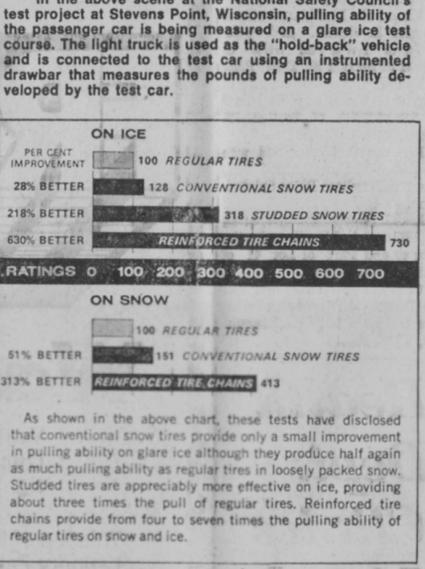 In the above scene at the National Safety Council's
test project at Stevens Point, Wisconsin, pulling ability of
the passenger car is being measured on a glare ice test
course. The light truck is used as the "hold-back" vehicle
and is connected to the test car using an instrumented
drawbar that measures the pounds of pulling ability de-
veloped by the test car.
ON ICE
PER CENT
IMPROVEMENT
100 REGULAR TIRES
28% BETTER 128 CONVENTIONAL SNOW TIRES
218% BETTER 318 STUDDED SNOW TIRES
630% BETTER REINFORCED TIRE CHAINS 730
RATINGS 0 100 200 300 400 500 600 700
ON SNOW
100 REGULAR TIRES
51% BETTER 151 CONVENTIONAL SNOW TIRES
313% BETTER REINFORCED TIRE CHAINS 413
As shown in the above chart, these tests have disclosed
that conventional snow tires provide only a small improvement
in pulling ability on glare ice although they produce half again
as much pulling ability as regular tires in loosely packed snow.
Studded tires are appreciably more effective on ice, providing
about three times the pull of regular tires. Reinforced tire
chains provide from four to seven times the pulling ability of
regular tires on snow and ice.